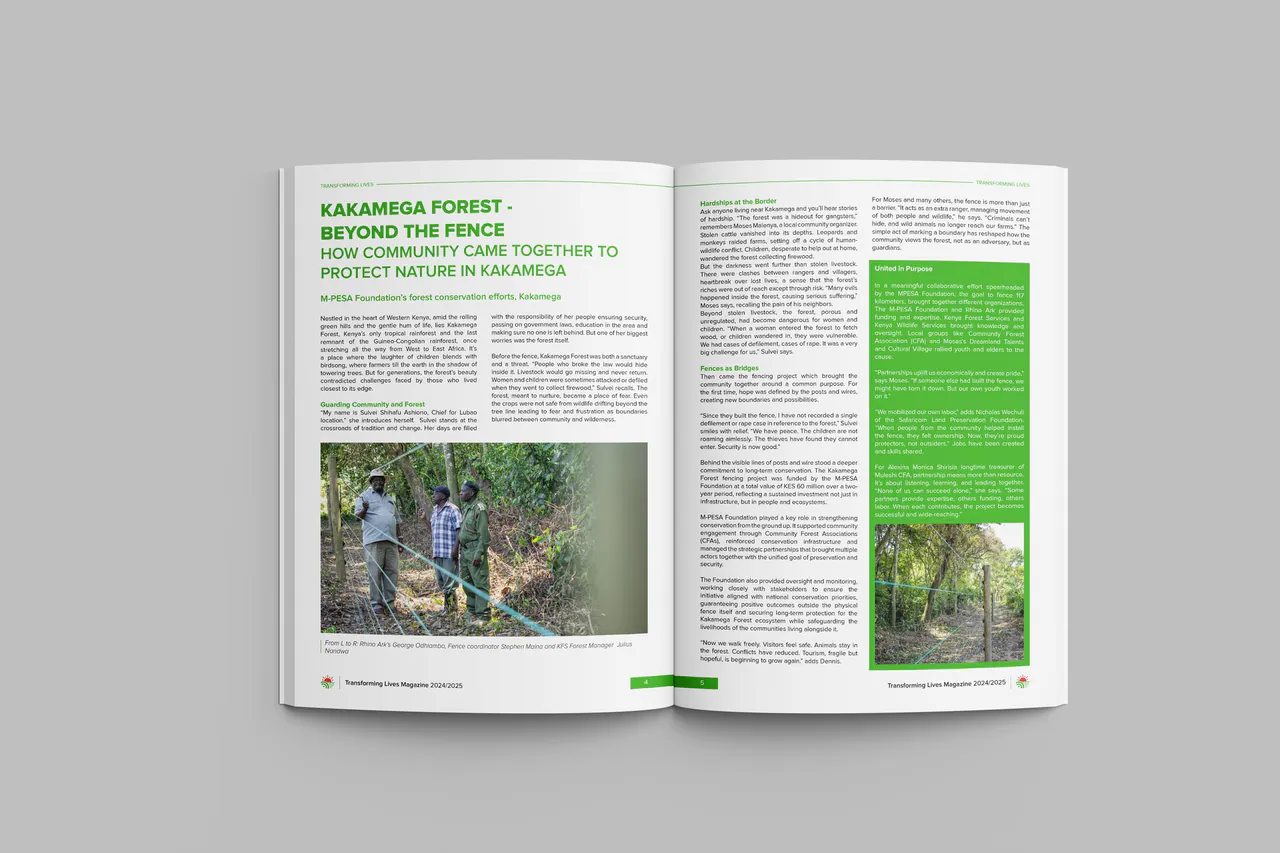 TRANSFORMING LIVES
KAKAMEGA FOREST -
BEYOND THE FENCE
HOW COMMUNITY CAME TOGETHER TO
PROTECT NATURE IN KAKAMEGA
M-PESA Foundation's forest conservation efforts, Kakamega
Nestled in the heart of Western Kenya, amid the rolling
green hills and the gentle hum of life, lies Kakamega
Forest, Kenya's only tropical rainforest and the last
remnant of the Guineo-Congolian rainforest, once
stretching all the way from West to East Africa. It's
a place where the laughter of children blends with
birdsong, where farmers till the earth in the shadow of
towering trees. But for generations, the forest's beauty
contradicted challenges faced by those who lived
closest to its edge.
Guarding Community and Forest
"My name is Sulvei Shihafu Ashiono, Chief for Lubao
location." she introduces herself. Sulvei stands at the
crossroads of tradition and change. Her days are filled
with the responsibility of her people ensuring security,
passing on government laws, education in the area and
making sure no one is left behind. But one of her biggest
worries was the forest itself.
Before the fence, Kakamega Forest was both a sanctuary
and a threat. "People who broke the law would hide
inside it. Livestock would go missing and never return.
Women and children were sometimes attacked or defiled
when they went to collect firewood," Sulvei recalls. The
forest, meant to nurture, became a place of fear. Even
the crops were not safe from wildlife drifting beyond the
tree line leading to fear and frustration as boundaries
blurred between community and wilderness.
From L to R: Rhino Ark's George Odhiambo, Fence coordinator Stephen Maina and KFS Forest Manager Julius
Nandwa
Transforming Lives Magazine 2024/2025
4
Hardships at the Border
Ask anyone living near Kakamega and you'll hear stories
of hardship. "The forest was a hideout for gangsters,"
remembers Moses Malenya, a local community organizer.
Stolen cattle vanished into its depths. Leopards and
monkeys raided farms, setting off a cycle of human-
wildlife conflict. Children, desperate to help out at home,
wandered the forest collecting firewood.
But the darkness went further than stolen livestock.
There were clashes between rangers and villagers,
heartbreak over lost lives, a sense that the forest's
riches were out of reach except through risk. "Many evils
happened inside the forest, causing serious suffering,"
Moses says, recalling the pain of his neighbors.
Beyond stolen livestock, the forest, porous and
unregulated, had become dangerous for women and
children. "When a woman entered the forest to fetch
wood, or children wandered in, they were vulnerable.
We had cases of defilement, cases of rape. It was a very
big challenge for us," Sulvei says.
Fences as Bridges
Then came the fencing project which brought the
community together around a common purpose. For
the first time, hope was defined by the posts and wires,
creating new boundaries and possibilities.
"Since they built the fence, I have not recorded a single
defilement or rape case in reference to the forest," Sulvei
smiles with relief. "We have peace. The children are not
roaming aimlessly. The thieves have found they cannot
enter. Security is now good."
Behind the visible lines of posts and wire stood a deeper
commitment to long-term conservation. The Kakamega
Forest fencing project was funded by the M-PESA
Foundation at a total value of KES 60 million over a two-
year period, reflecting a sustained investment not just in
infrastructure, but in people and ecosystems.
M-PESA Foundation played a key role in strengthening
conservation from the ground up. It supported community
engagement through Community Forest Associations
(CFAs), reinforced conservation infrastructure and
managed the strategic partnerships that brought multiple
actors together with the unified goal of preservation and
security.
The Foundation also provided oversight and monitoring,
working closely with stakeholders to ensure the
initiative aligned with national conservation priorities,
guaranteeing positive outcomes outside the physical
fence itself and securing long-term protection for the
Kakamega Forest ecosystem while safeguarding the
livelihoods of the communities living alongside it.
"Now we walk freely. Visitors feel safe. Animals stay in
the forest. Conflicts have reduced. Tourism, fragile but
hopeful, is beginning to grow again," adds Dennis.
TRANSFORMING LIVES
For Moses and many others, the fence is more than just
a barrier. "It acts as an extra ranger, managing movement
of both people and wildlife," he says. "Criminals can't
hide, and wild animals no longer reach our farms." The
simple act of marking a boundary has reshaped how the
community views the forest, not as an adversary, but as
guardians.
United in Purpose
In a meaningful collaborative effort spearheaded
by the MPESA Foundation, the goal to fence 117
kilometers, brought together different organizations.
The M-PESA Foundation and Rhino Ark provided
funding and expertise. Kenya Forest Services and
Kenya Wildlife Services brought knowledge and
oversight. Local groups like Community Forest
Association (CFA) and Moses's Dreamland Talents
and Cultural Village rallied youth and elders to the
cause.
"Partnerships uplift us economically and create pride,"
says Moses. "If someone else had built the fence, we
might have torn it down. But our own youth worked
on it."
"We mobilized our own labor," adds Nicholas Wechuli
of the Safaricom Land Preservation Foundation.
"When people from the community helped install
the fence, they felt ownership. Now, they're proud
protectors, not outsiders." Jobs have been created
and skills shared.
For Alexina Monica Shirisia longtime treasurer of
Muleshi CFA, partnership means more than resource.
It's about listening, learning, and leading together.
"None of us can succeed alone," she says. "Some
partners provide expertise, others funding, others
labor. When each contributes, the project becomes
successful and wide-reaching."
5
Transforming Lives Magazine 2024/2025